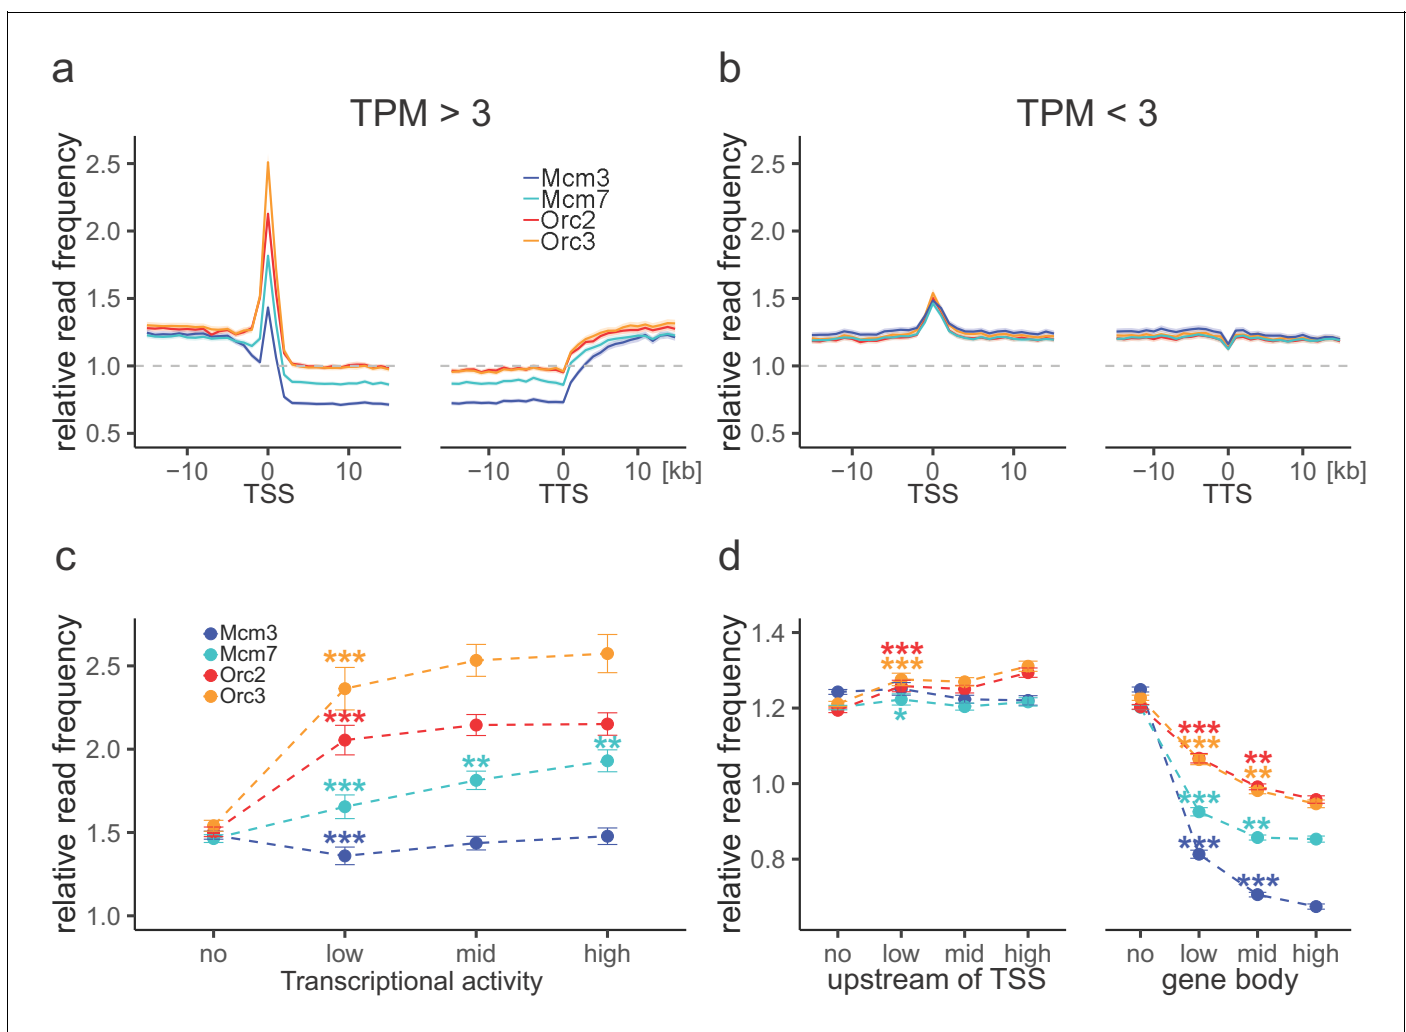 a
TPM > 3
relative read frequency
2.5
2.0
1.5
1.0
0.5
Mcm3
Mcm7
Orc2
Orc3
−10 0 10 −10 0 10 [kb]
TSS TTS
b
TPM < 3
relative read frequency
2.5
2.0
1.5
1.0
0.5
−10 0 10 −10 0 10 [kb]
TSS TTS
c
relative read frequency
2.5
2.0
1.5
1.0
Mcm3
Mcm7
Orc2
Orc3
***
***
***
***
**
**
no low mid high
Transcriptional activity
d
relative read frequency
1.4
1.2
1.0
0.8
***
***
*
***
***
***
***
**
**
**
***
no low mid high no low mid high
upstream of TSS gene body